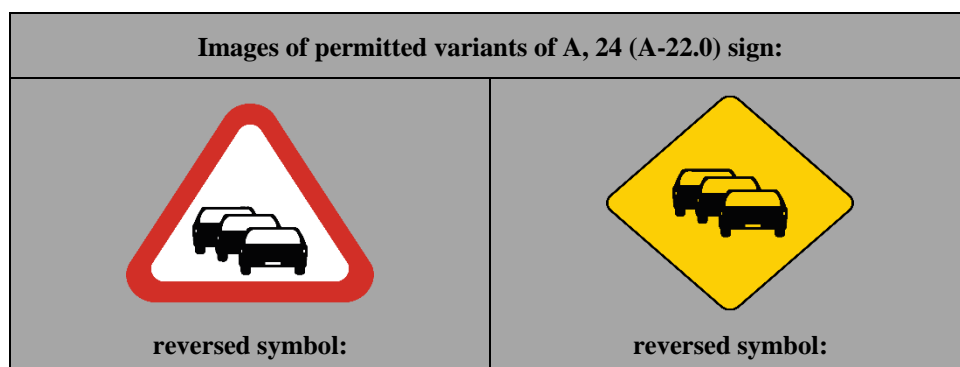 Images of permitted variants of A, 24 (A-22.0) sign:
reversed symbol:
reversed symbol: